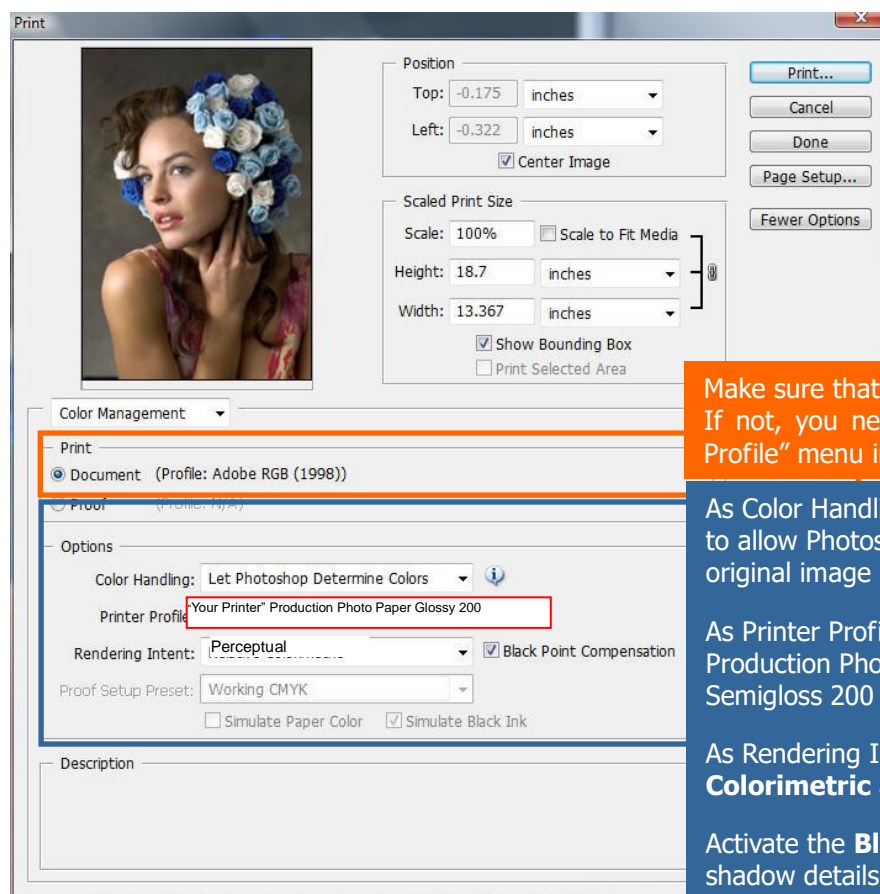 Print
Position
Top: -0.175 inches
Left: -0.322 inches
Center Image
Scaled Print Size
Scale: 100% Scale to Fit Media
Height: 18.7 inches
Width: 13.367 inches
Show Bounding Box
Print Selected Area
Print...
Cancel
Done
Page Setup...
Fewer Options
Make sure that
If not, you ne
Profile” menu i
Color Management
Print
Document (Profile: Adobe RGB (1998))
Proof (Profile: N/A)
Options
Color Handling: Let Photoshop Determine Colors
Printer Profile “Your Printer” Production Photo Paper Glossy 200
Rendering Intent: Perceptual Black Point Compensation
Proof Setup Preset: Working CMYK
Simulate Paper Color Simulate Black Ink
Description
As Color Handl
to allow Photos
original image
As Printer Profi
Production Pho
Semigloss 200
As Rendering I
Colorimetric
Activate the Bl
shadow details